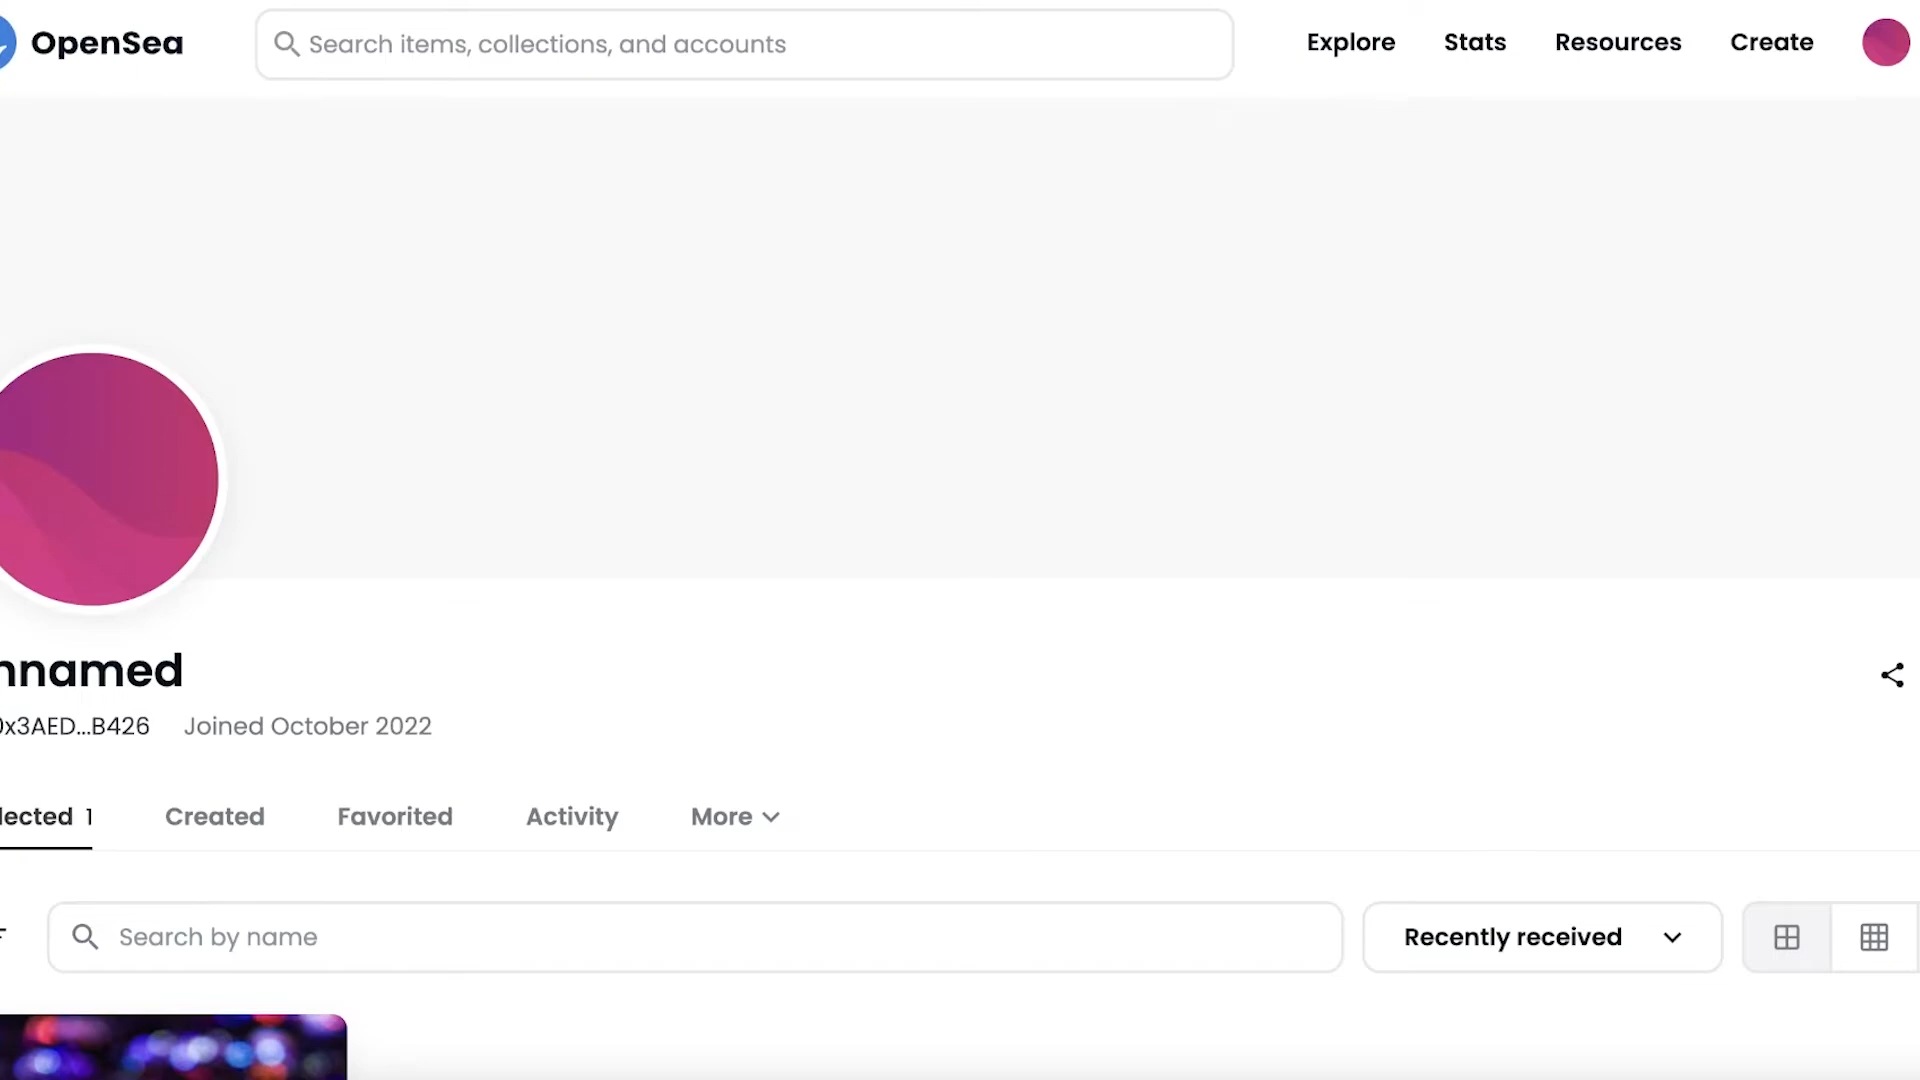 OpenSea
Search items, collections, and accounts
Explore
Stats
Resources
Create
nnamed
0x3AED...B426
Joined October 2022
lected 1
Created
Favorited
Activity
More
Search by name
Recently received